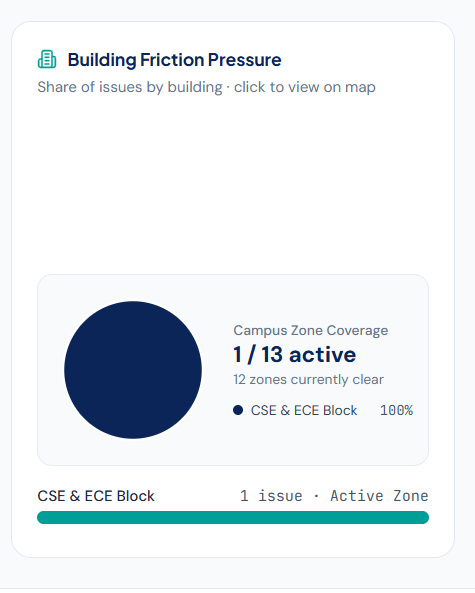 Building Friction Pressure
Share of issues by building · click to view on map
Campus Zone Coverage
1 / 13 active
12 zones currently clear
CSE & ECE Block 100%
CSE & ECE Block 1 issue · Active Zone